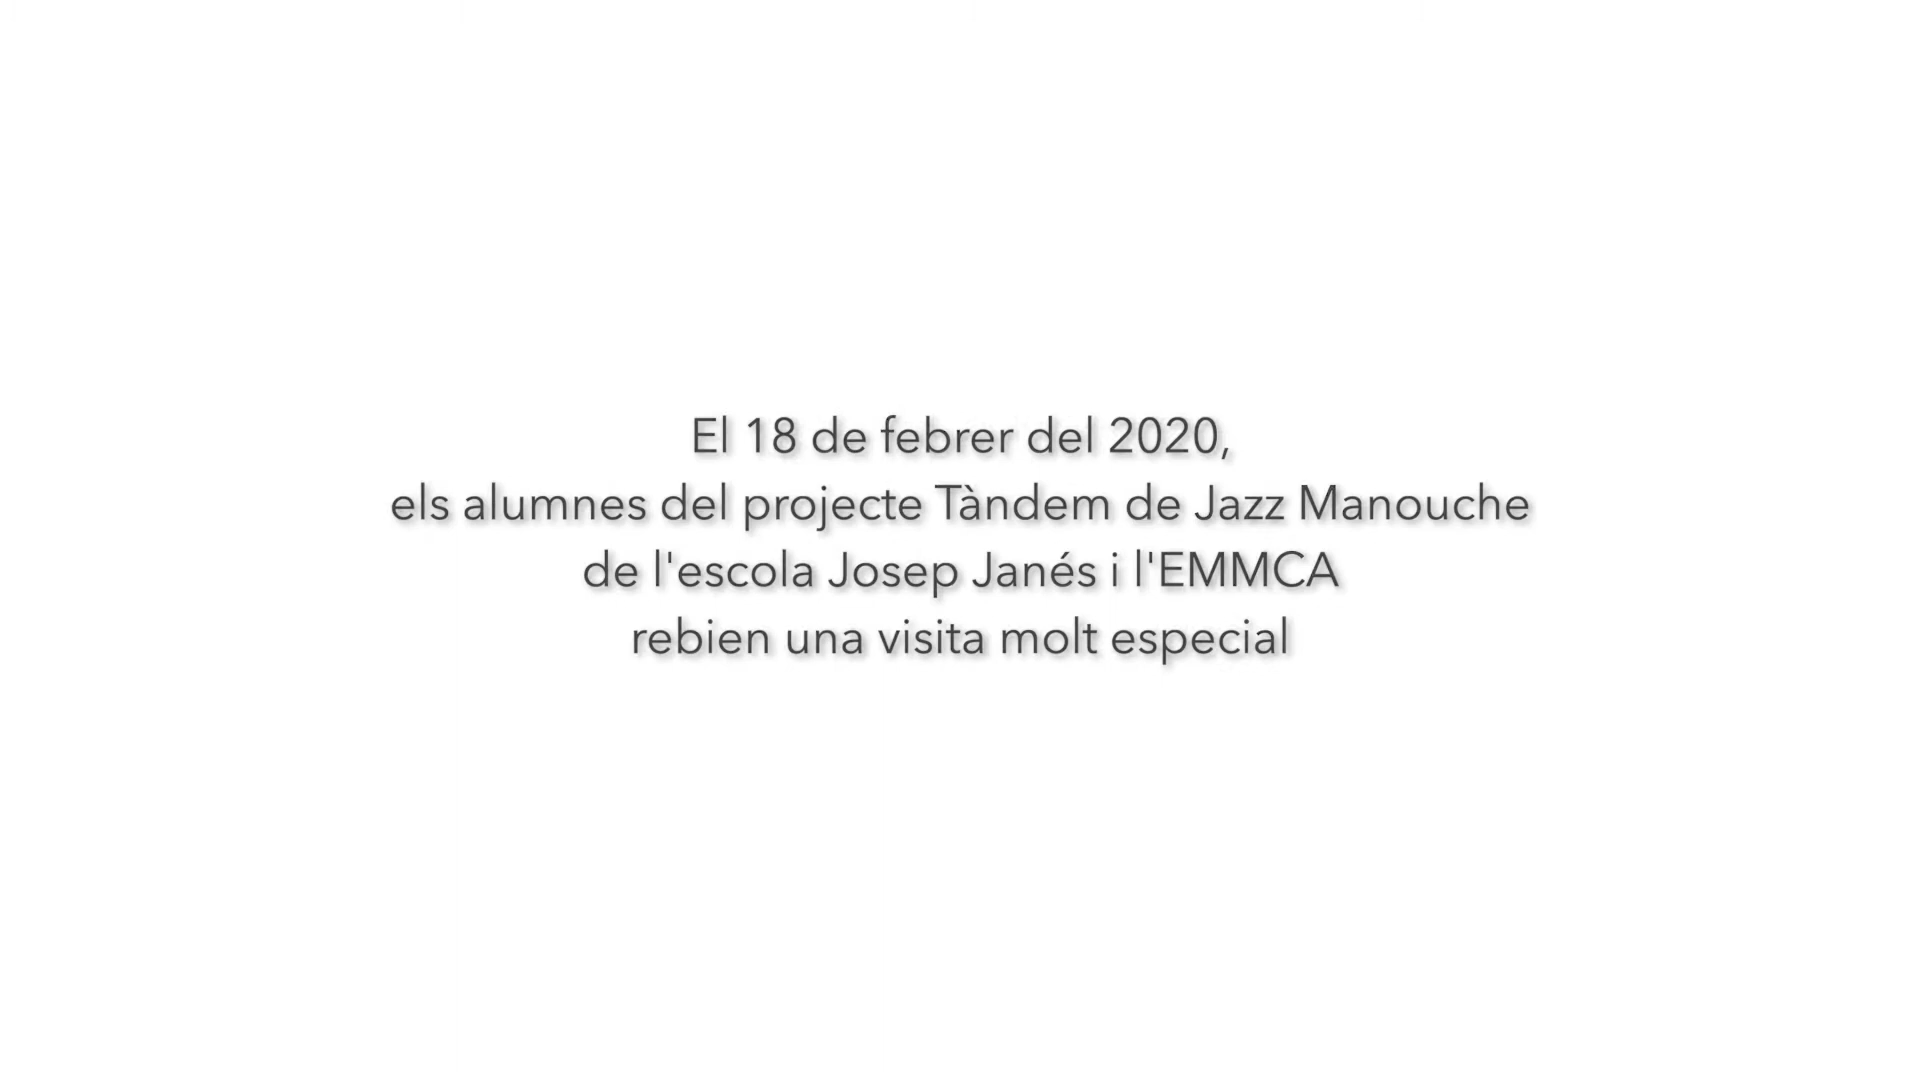 El 18 de febrer del 2020,
els alumnes del projecte Tàndem de Jazz Manouche
de l'escola Josep Janés i l'EMMCA
rebien una visita molt especial